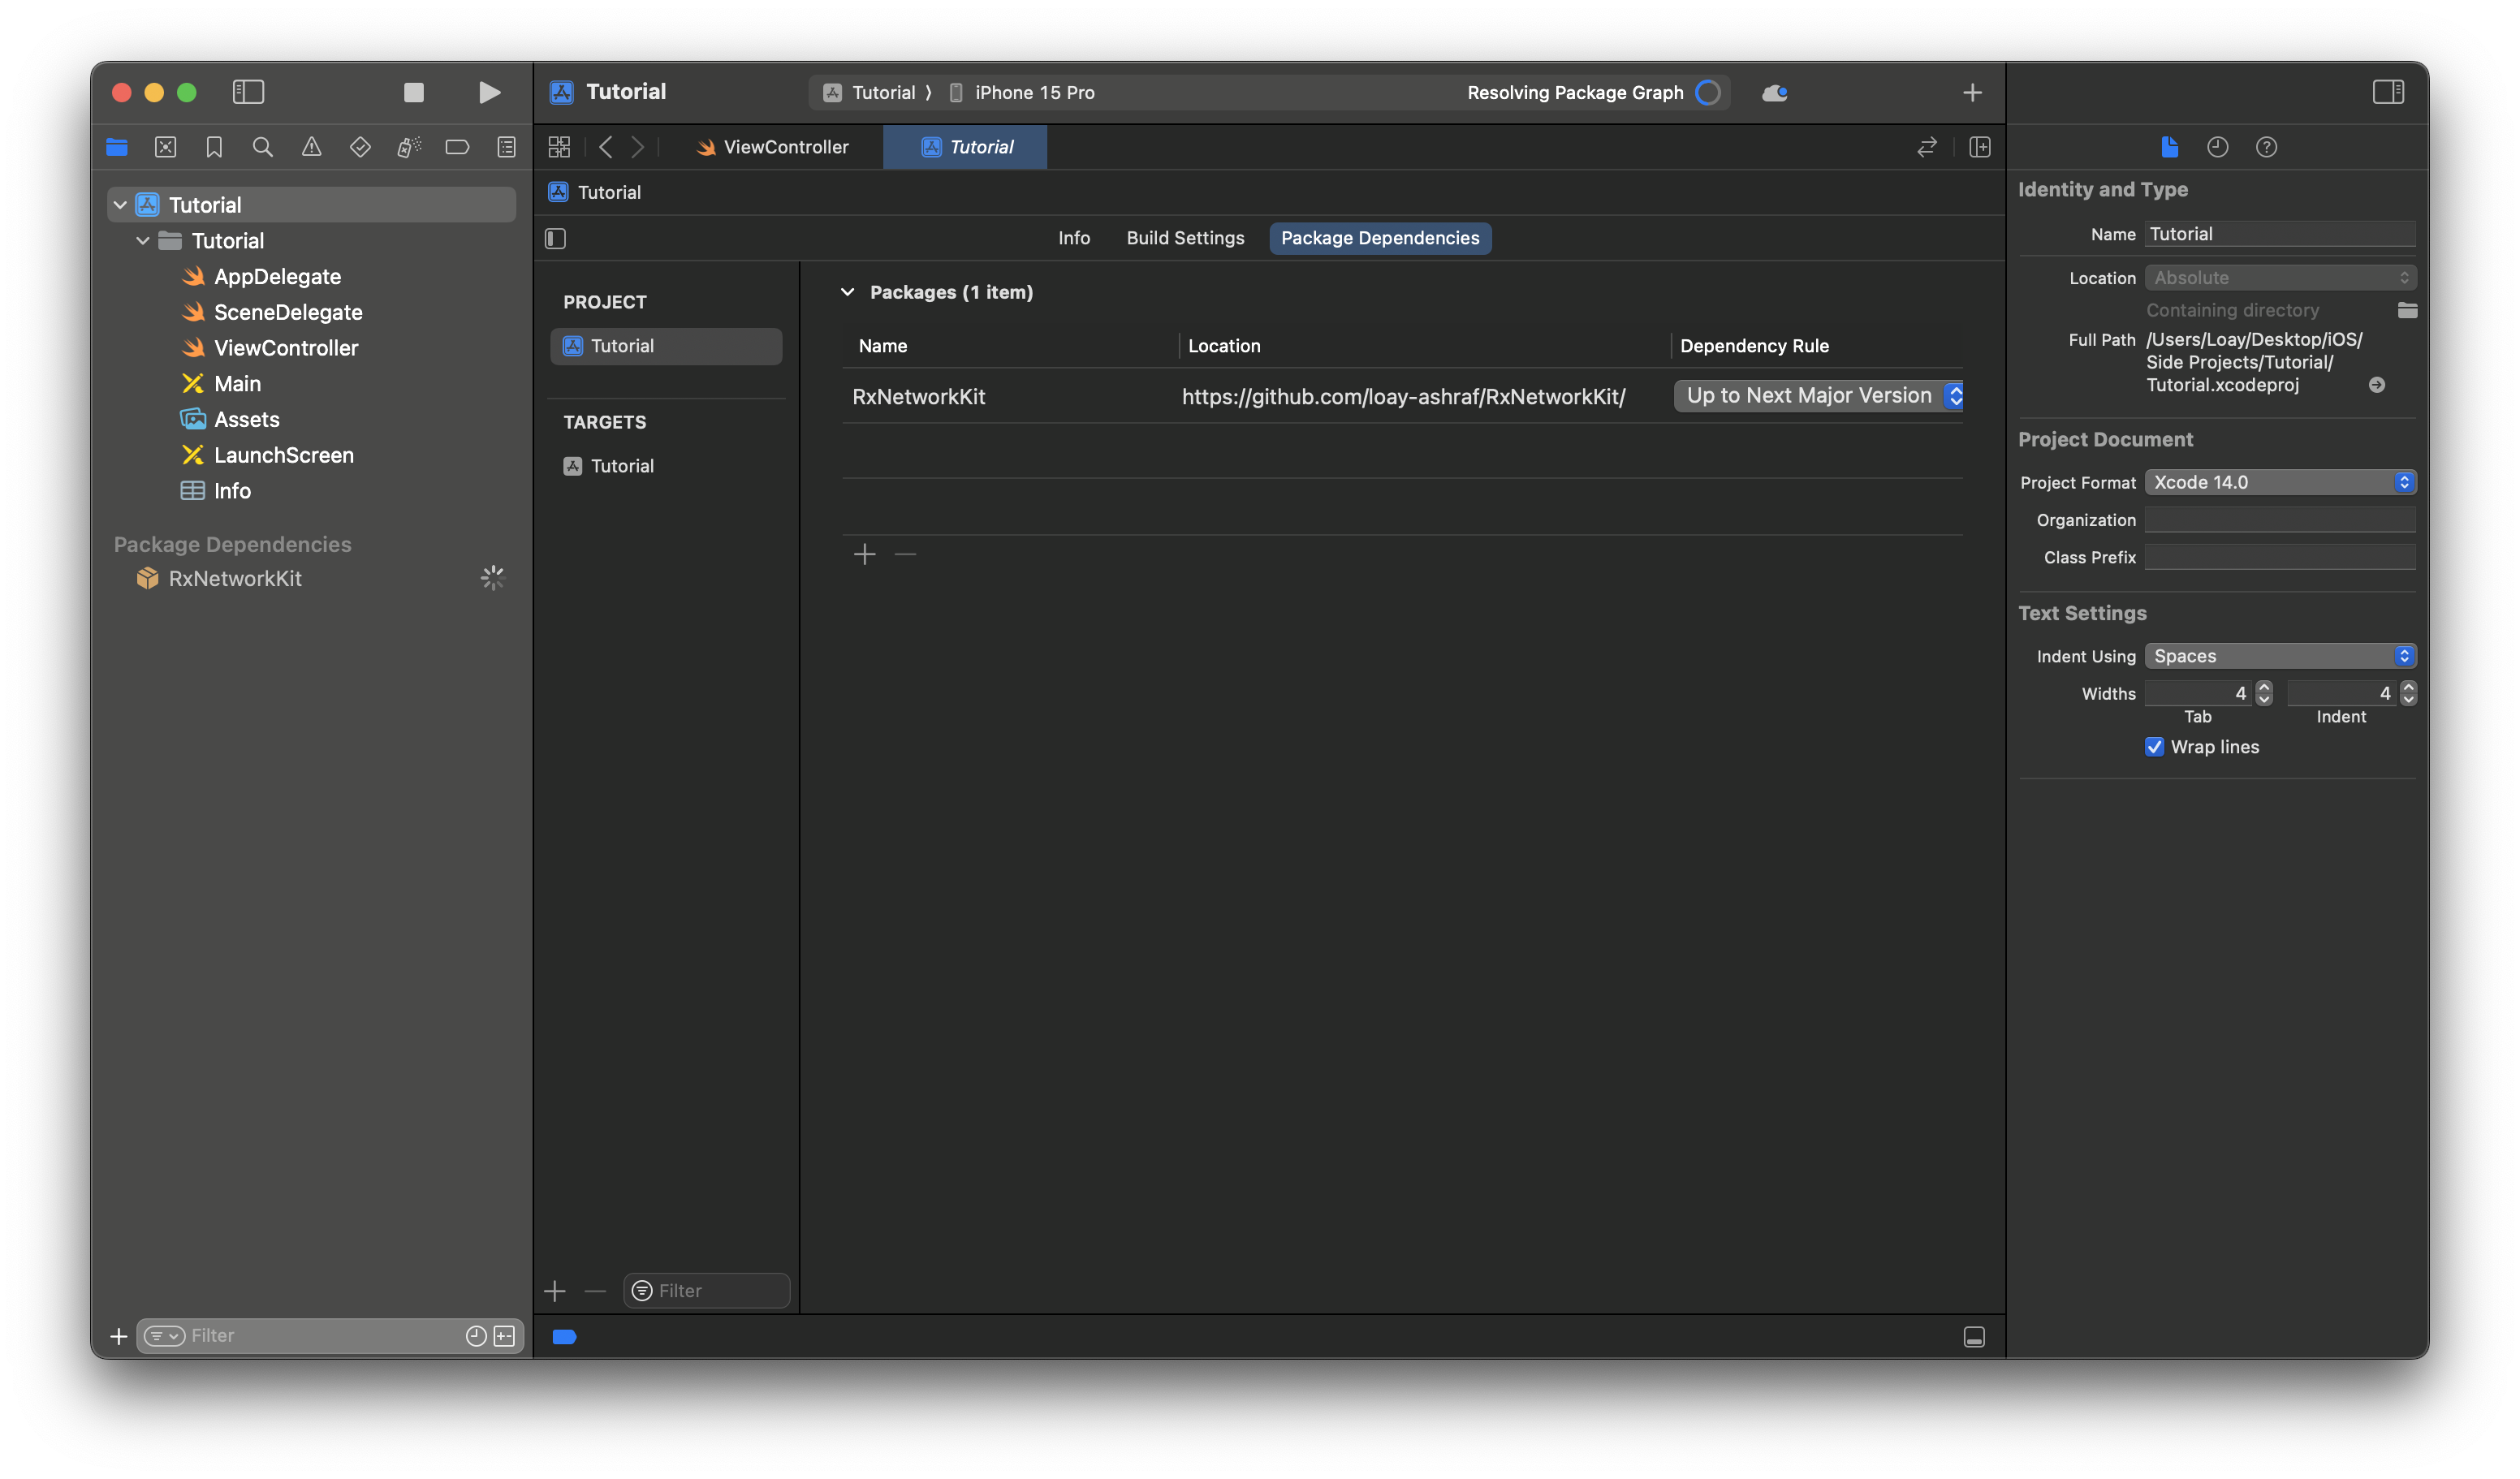 Tutorial
Tutorial ⟩ iPhone 15 Pro
Resolving Package Graph
ViewController
Tutorial
Tutorial
Tutorial
Tutorial
AppDelegate
SceneDelegate
ViewController
Main
Assets
LaunchScreen
Info
Package Dependencies
RxNetworkKit
Filter
Info
Build Settings
Package Dependencies
PROJECT
Tutorial
TARGETS
Tutorial
Filter
Packages (1 item)
Name
Location
Dependency Rule
RxNetworkKit
https://github.com/loay-ashraf/RxNetworkKit/
Up to Next Major Version
Identity and Type
Name
Tutorial
Location
Absolute
Containing directory
Full Path
/Users/Loay/Desktop/iOS/
Side Projects/Tutorial/
Tutorial.xcodeproj
Project Document
Project Format
Xcode 14.0
Organization
Class Prefix
Text Settings
Indent Using
Spaces
Widths
4
4
Tab
Indent
Wrap lines